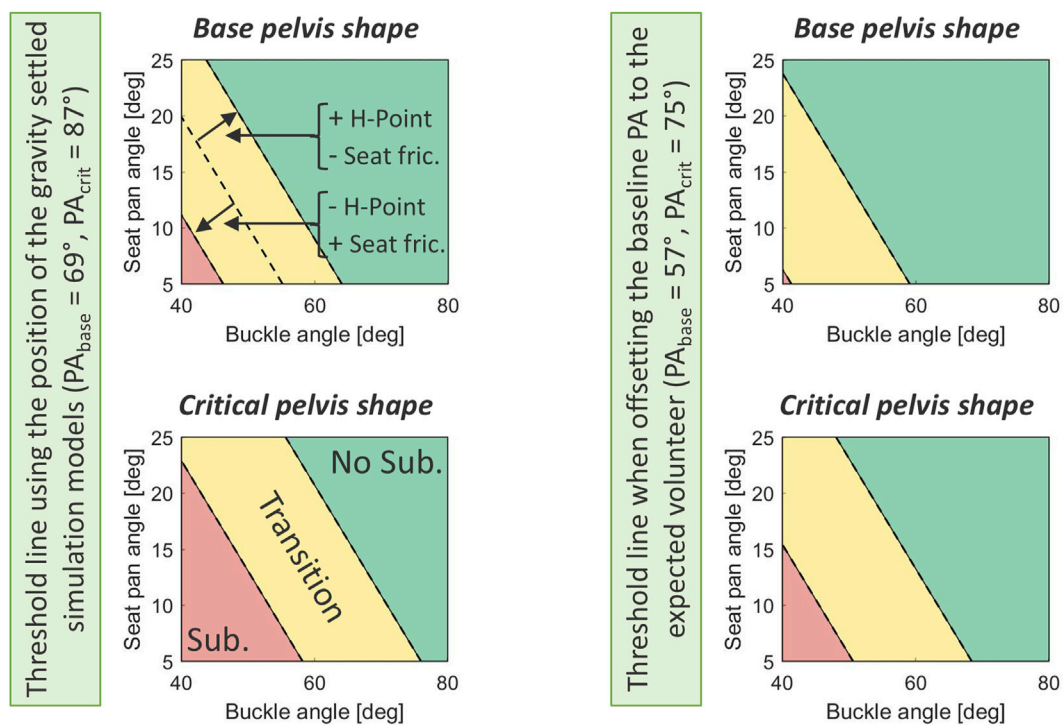 Threshold line using the position of the gravity settled
simulation models (PAbase = 69°, PAcrit = 87°)
Base pelvis shape
Seat pan angle [deg]
25
20
15
10
5
+ H-Point
- Seat fric.
- H-Point
+ Seat fric.
40
60
80
Buckle angle [deg]
Critical pelvis shape
Seat pan angle [deg]
25
20
15
10
5
No Sub.
Transition
Sub.
40
60
80
Buckle angle [deg]
Threshold line when offsetting the baseline PA to the
expected volunteer (PAbase = 57°, PAcrit = 75°)
Base pelvis shape
Seat pan angle [deg]
25
20
15
10
5
40
60
80
Buckle angle [deg]
Critical pelvis shape
Seat pan angle [deg]
25
20
15
10
5
40
60
80
Buckle angle [deg]